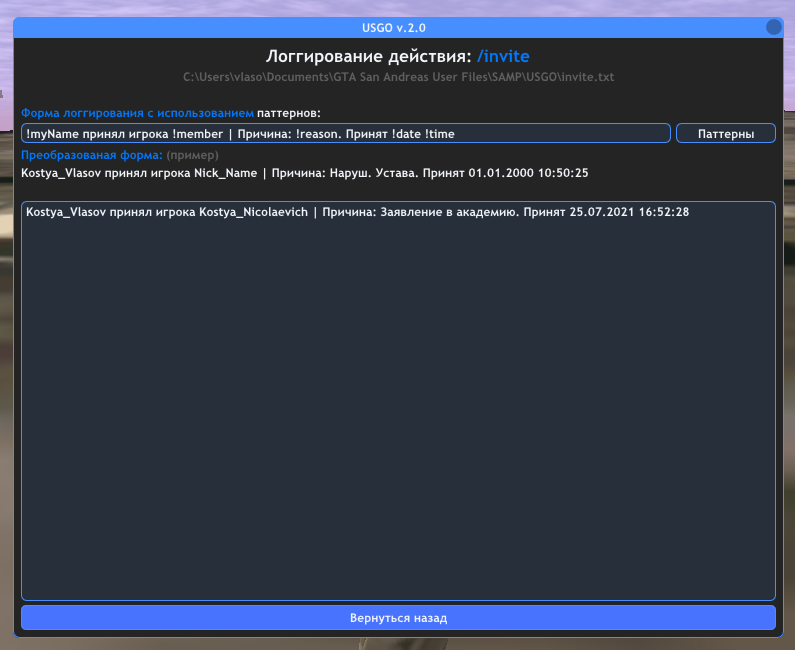 USGO v.2.0
Логгирование действия: /invite
C:\Users\vlaso\Documents\GTA San Andreas User Files\SAMP\USGO\invite.txt
Форма логгирования с использованием паттернов:
!myName принял игрока !member | Причина: !reason. Принят !date !time
Паттерны
Преобразованая форма: (пример)
Kostya_Vlasov принял игрока Nick_Name | Причина: Наруш. Устава. Принят 01.01.2000 10:50:25
Kostya_Vlasov принял игрока Kostya_Nicolaevich | Причина: Заявление в академию. Принят 25.07.2021 16:52:28
Вернуться назад